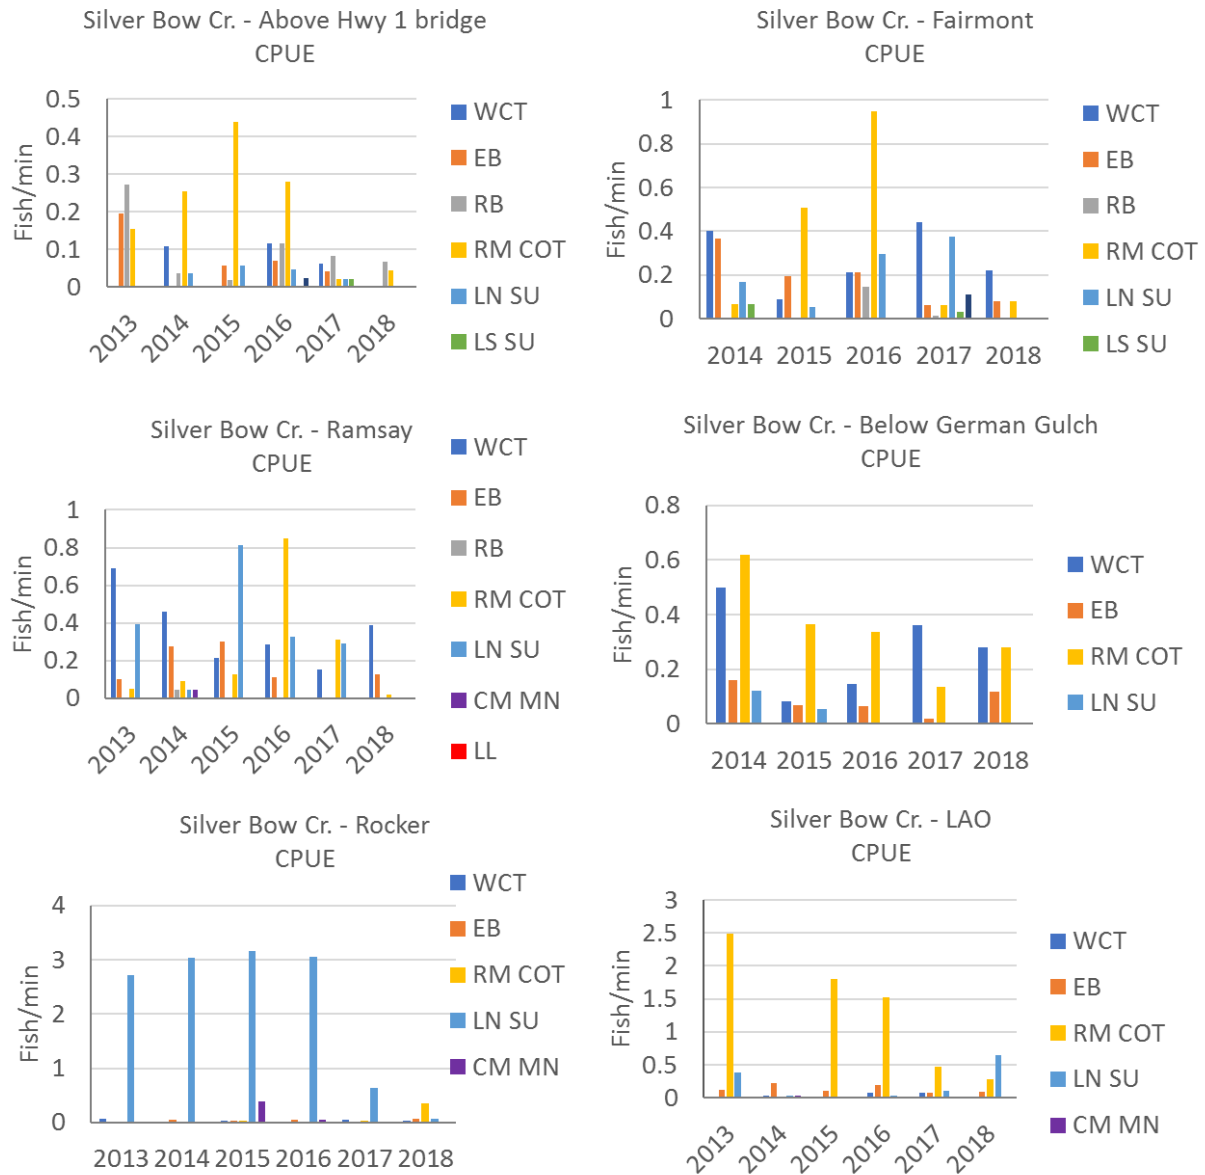 Silver Bow Cr. - Above Hwy 1 bridge
CPUE
Fish/min
0.5
0.4
0.3
0.2
0.1
0
2013
2014
2015
2016
2017
2018
WCT
EB
RB
RM COT
LN SU
LS SU
Silver Bow Cr. - Fairmont
CPUE
Fish/min
1
0.8
0.6
0.4
0.2
0
2014 2015 2016 2017 2018
WCT
EB
RB
RM COT
LN SU
LS SU
Silver Bow Cr. - Ramsay
CPUE
Fish/min
1
0.8
0.6
0.4
0.2
0
2013
2014
2015
2016
2017
2018
WCT
EB
RB
RM COT
LN SU
CM MN
LL
Silver Bow Cr. - Below German Gulch
CPUE
Fish/min
0.8
0.6
0.4
0.2
0
2014 2015 2016 2017 2018
WCT
EB
RM COT
LN SU
Silver Bow Cr. - Rocker
CPUE
Fish/min
4
3
2
1
0
2013 2014 2015 2016 2017 2018
WCT
EB
RM COT
LN SU
CM MN
Silver Bow Cr. - LAO
CPUE
Fish/min
3
2.5
2
1.5
1
0.5
0
2013
2014
2015
2016
2017
2018
WCT
EB
RM COT
LN SU
CM MN